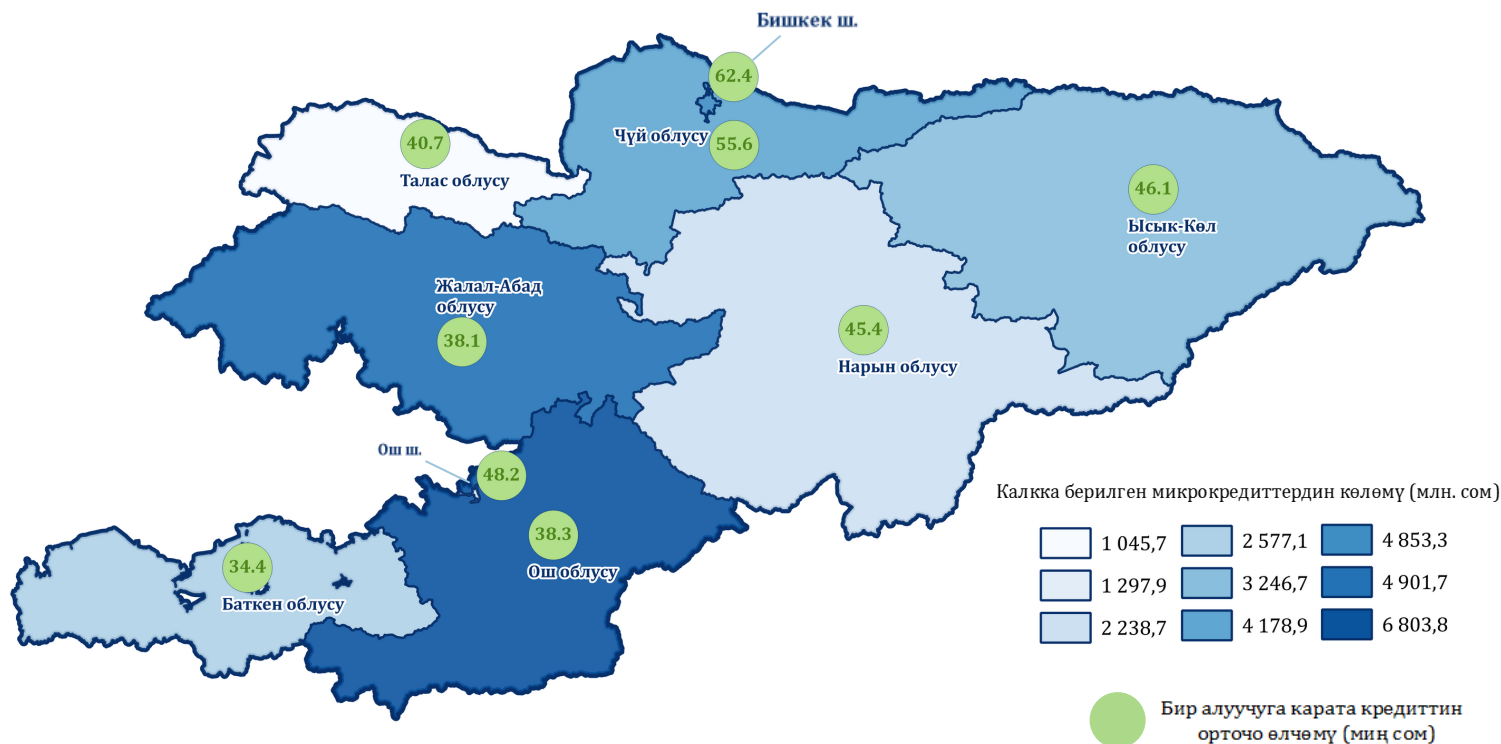 Бишкек ш.
62.4
Чүй облусу
55.6
40.7
Талас облусу
46.1
Ысык-Көл
облусу
Жалал-Абад
облусу
38.1
45.4
Нарын облусу
Ош ш.
48.2
38.3
Ош облусу
34.4
Баткен облусу
Калкка берилген микрокредиттердин көлөмү (млн. сом)
1 045,7
2 577,1
4 853,3
1 297,9
3 246,7
4 901,7
2 238,7
4 178,9
6 803,8
Бир алуучуга карата кредиттин
орточо өлчөмү (миң сом)